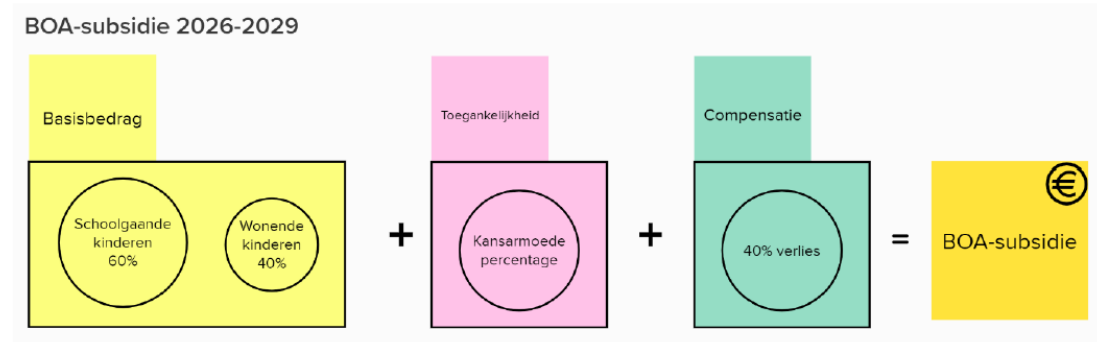 BOA-subsidie 2026-2029
Basisbedrag
Schoolgaande
kinderen
60%
Wonende
kinderen
40%
+
Toegankelijkheid
Kansarmoede
percentage
+
Compensatie
40% verlies
=
€
BOA-subsidie